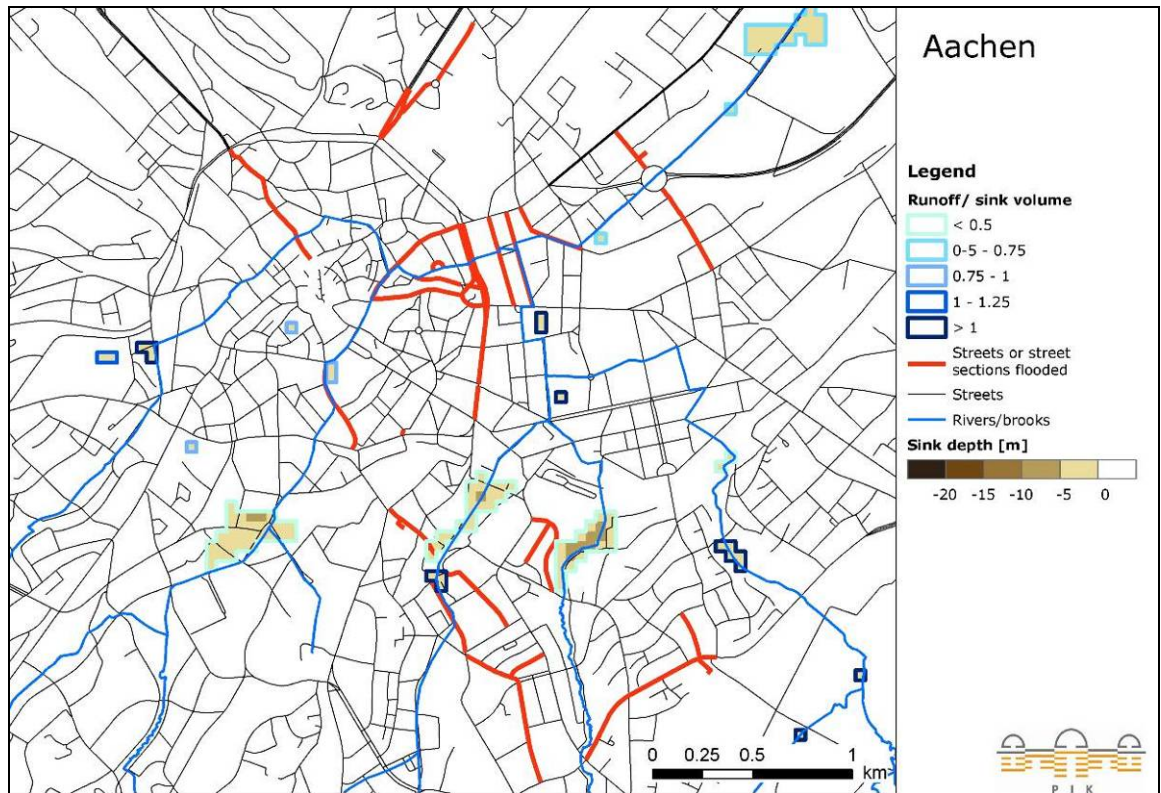 Aachen
Legend
Runoff/ sink volume
< 0.5
0-5 - 0.75
0.75 - 1
1 - 1.25
> 1
Streets or street
sections flooded
Streets
Rivers/brooks
Sink depth [m]
-20 -15 -10 -5 0
0 0.25 0.5 1
km
P I K